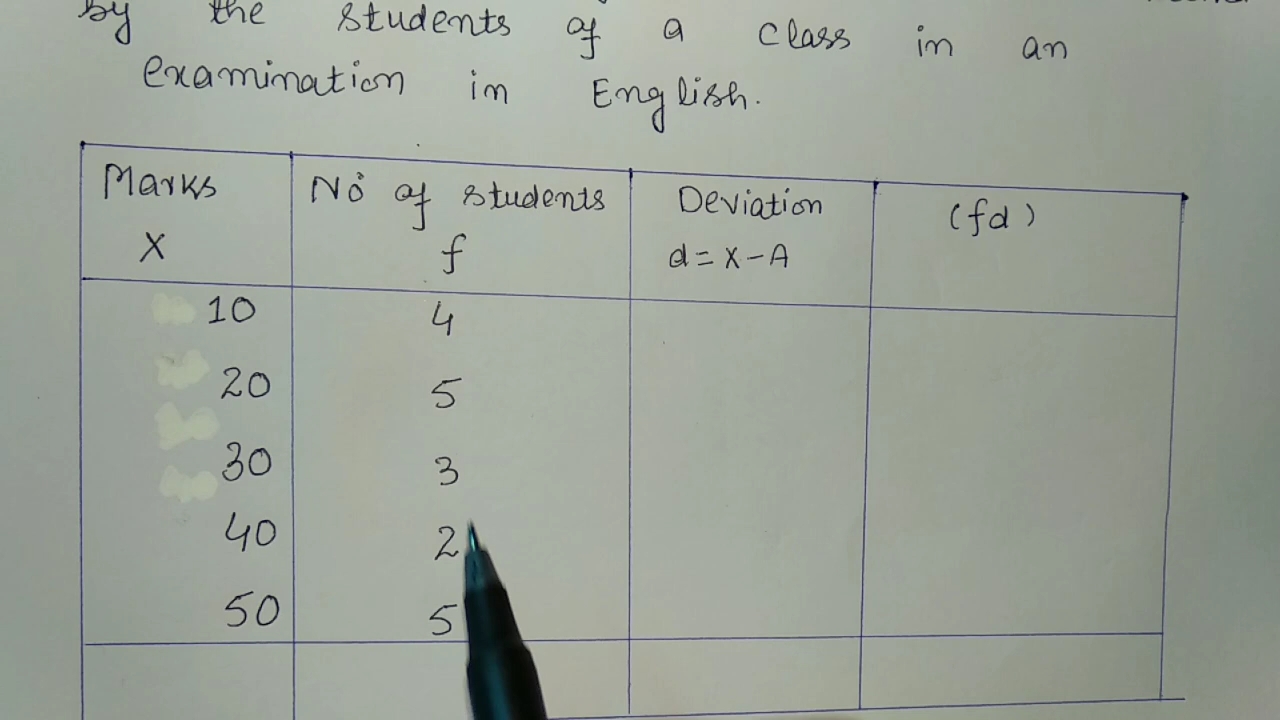 by the students of a class in an
examination in English.
Marks No of students Deviation (fd)
X f d = X - A
10 4
20 5
30 3
40 2
50 5